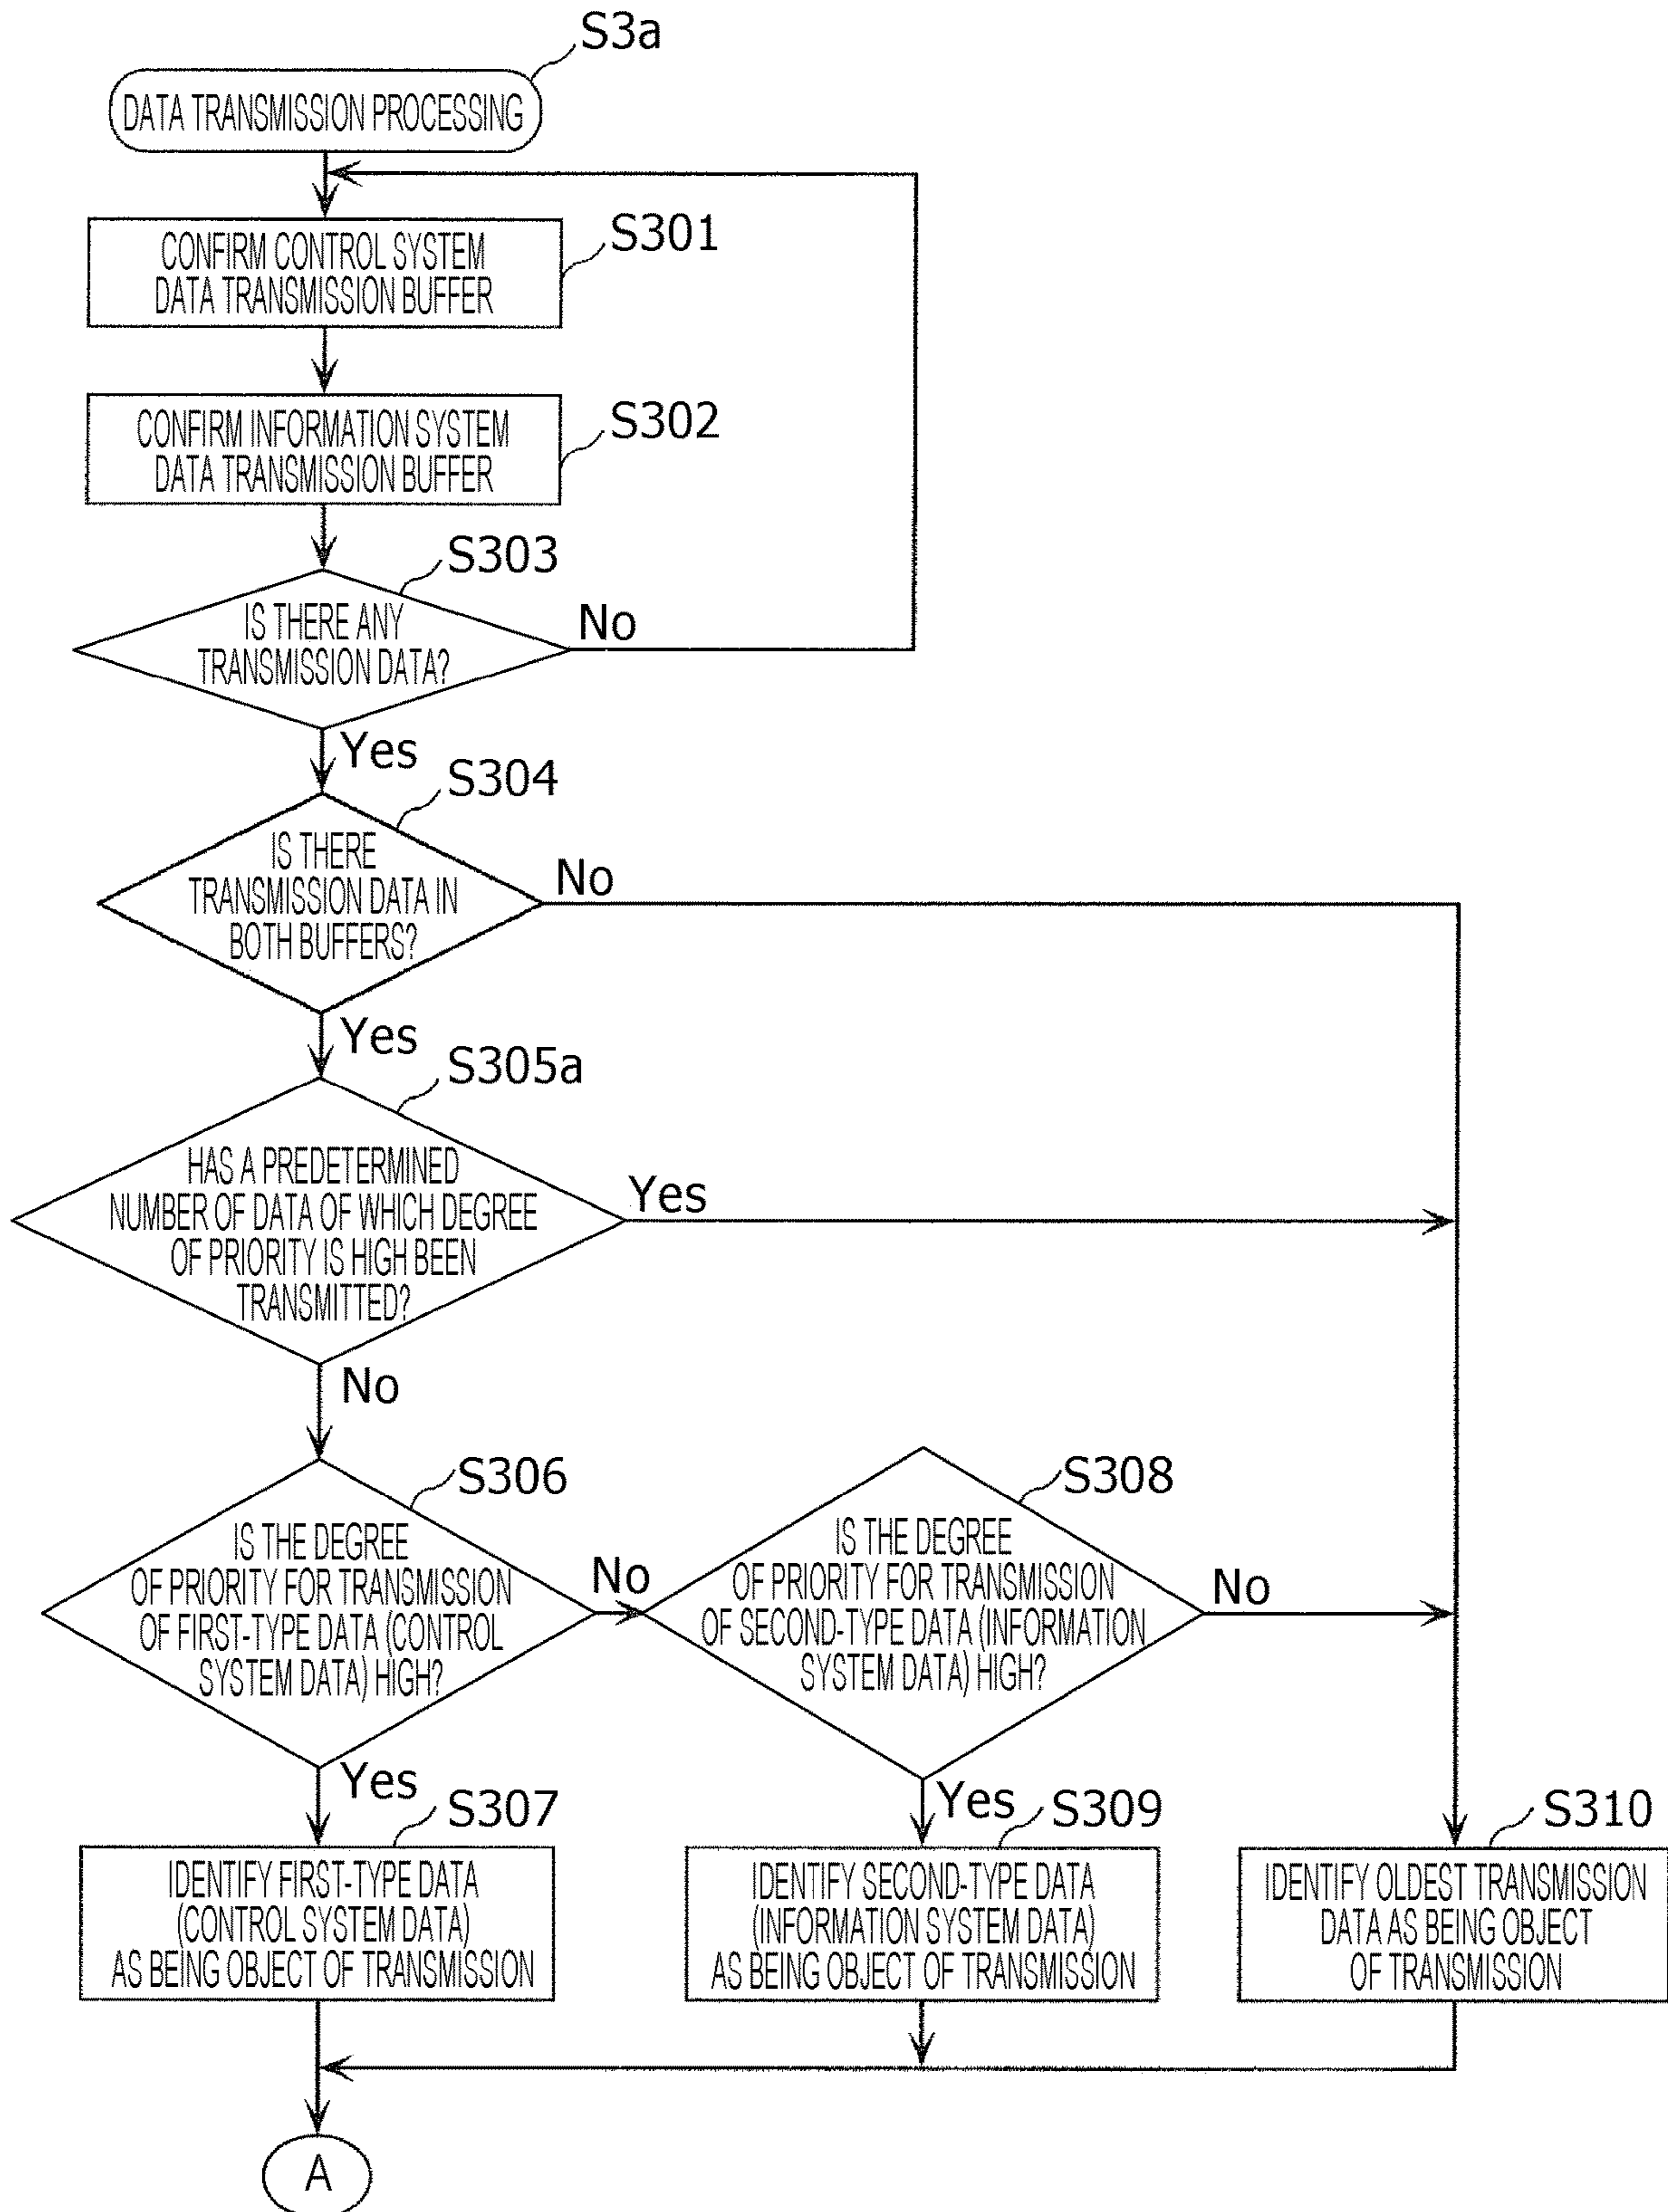 S3a
DATA TRANSMISSION PROCESSING
S301
CONFIRM CONTROL SYSTEM
DATA TRANSMISSION BUFFER
S302
CONFIRM INFORMATION SYSTEM
DATA TRANSMISSION BUFFER
S303
IS THERE ANY
TRANSMISSION DATA?
No
Yes
S304
IS THERE
TRANSMISSION DATA IN
BOTH BUFFERS?
No
Yes
S305a
HAS A PREDETERMINED
NUMBER OF DATA OF WHICH DEGREE
OF PRIORITY IS HIGH BEEN
TRANSMITTED?
Yes
No
S306
IS THE DEGREE
OF PRIORITY FOR TRANSMISSION
OF FIRST-TYPE DATA (CONTROL
SYSTEM DATA) HIGH?
No
Yes
S308
IS THE DEGREE
OF PRIORITY FOR TRANSMISSION
OF SECOND-TYPE DATA (INFORMATION
SYSTEM DATA) HIGH?
No
Yes
S307
IDENTIFY FIRST-TYPE DATA
(CONTROL SYSTEM DATA)
AS BEING OBJECT OF TRANSMISSION
S309
IDENTIFY SECOND-TYPE DATA
(INFORMATION SYSTEM DATA)
AS BEING OBJECT OF TRANSMISSION
S310
IDENTIFY OLDEST TRANSMISSION
DATA AS BEING OBJECT
OF TRANSMISSION
A